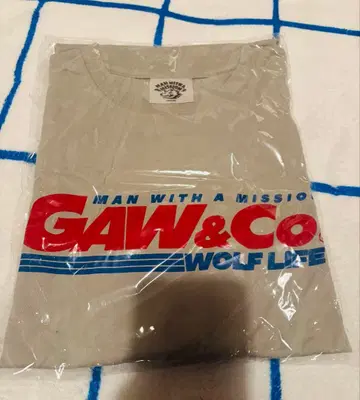 MAN WITH A MISSIO
GAW&Co.
WOLF LIFE